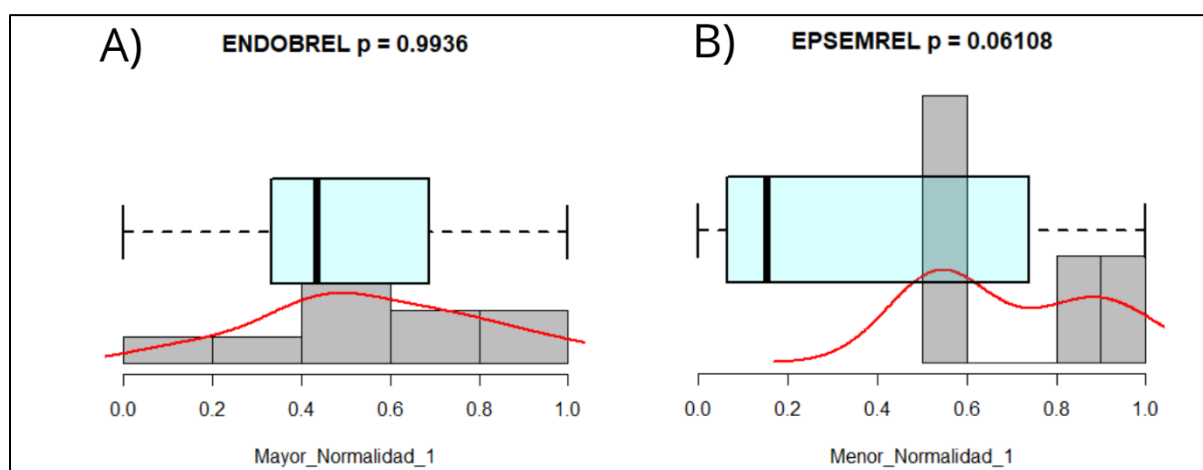 A)
ENDOBREL p = 0.9936
0.0 0.2 0.4 0.6 0.8 1.0
Mayor_Normalidad_1
B)
EPSEMREL p = 0.06108
0.0 0.2 0.4 0.6 0.8 1.0
Menor_Normalidad_1